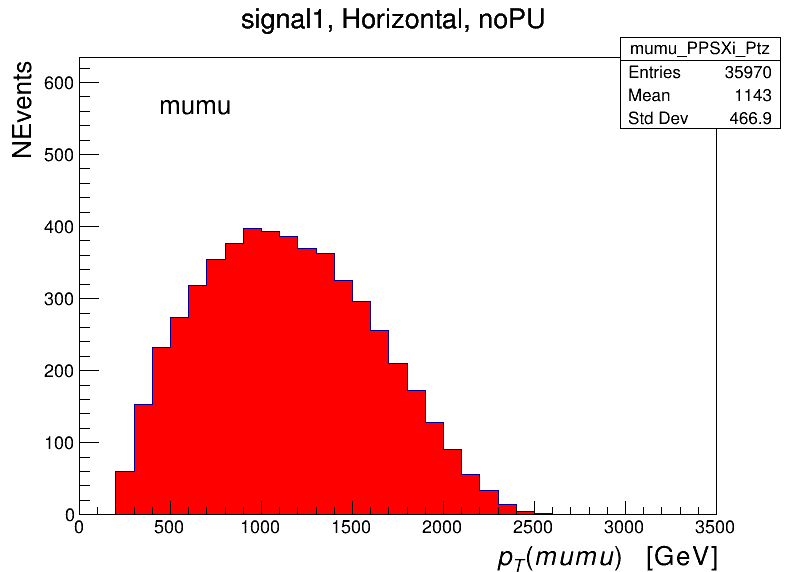 signal1, Horizontal, noPU
mumu_PPSXi_Ptz
Entries 35970
Mean 1143
Std Dev 466.9
NEvents
mumu
600
500
400
300
200
100
0
0 500 1000 1500 2000 2500 3000 3500
p_T(mumu) [GeV]